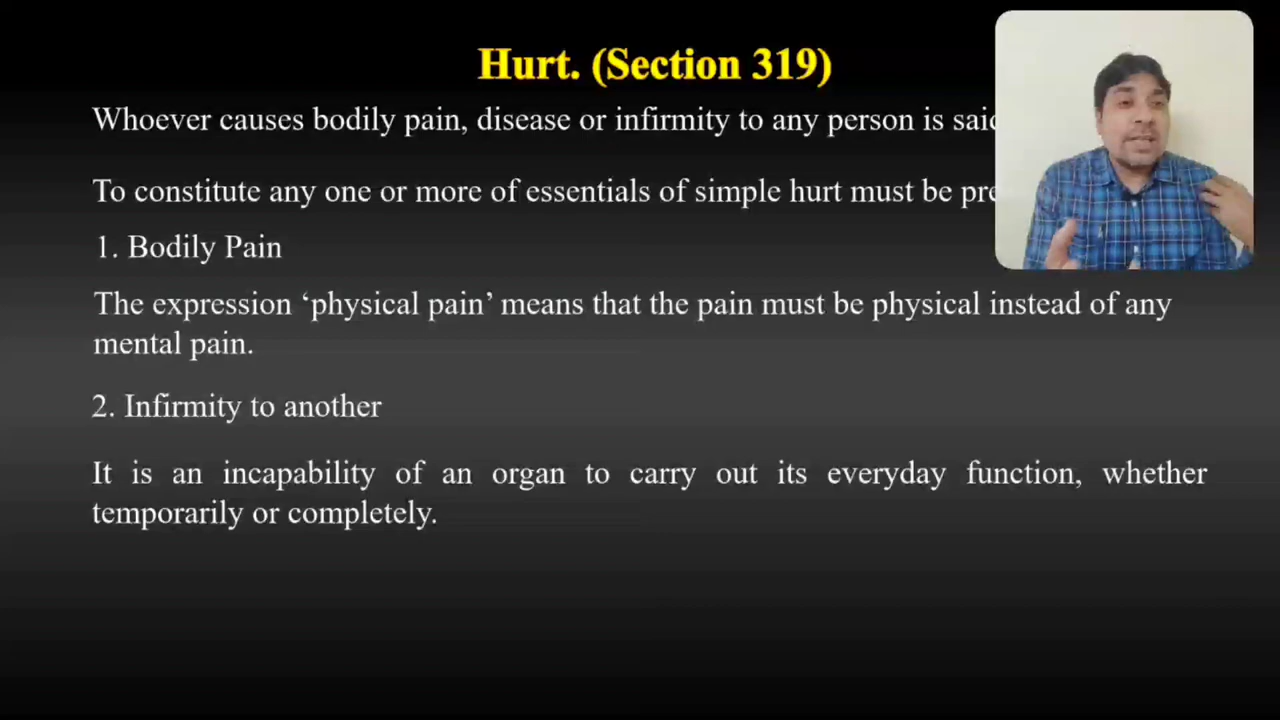 Hurt. (Section 319)
Whoever causes bodily pain, disease or infirmity to any person is
To constitute any one or more of essentials of simple hurt must be
1. Bodily Pain
The expression ‘physical pain’ means that the pain must be physical instead of any
mental pain.
2. Infirmity to another
It is an incapability of an organ to carry out its everyday function, whether
temporarily or completely.